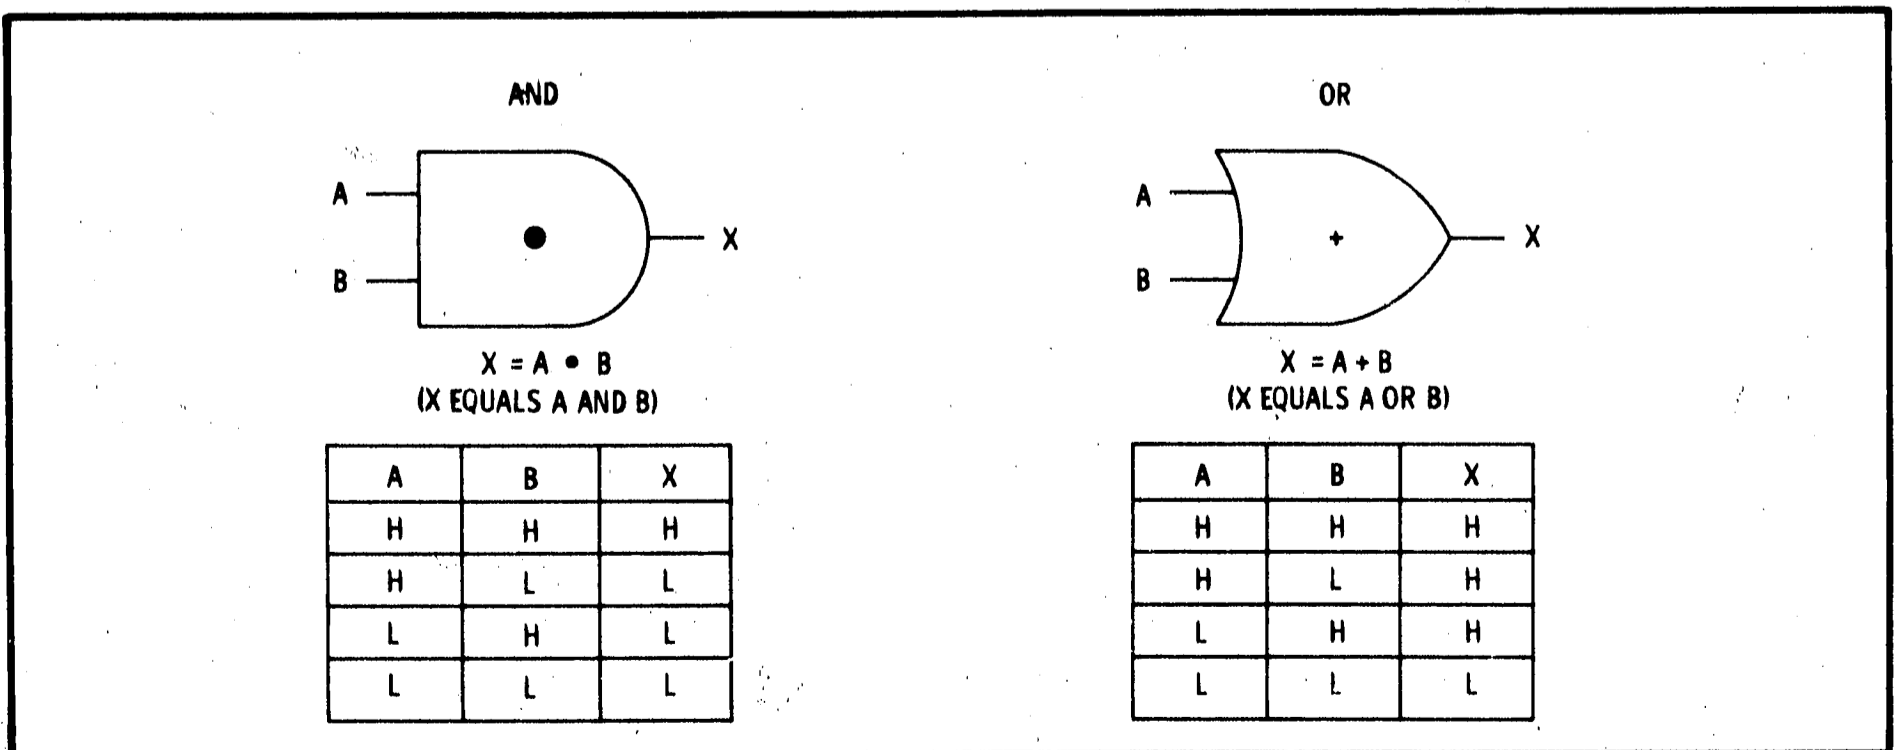 AND
A
B
X
X = A • B
(X EQUALS A AND B)
A B X
H H H
H L L
L H L
L L L
OR
A
B
+
X
X = A + B
(X EQUALS A OR B)
A B X
H H H
H L H
L H H
L L L